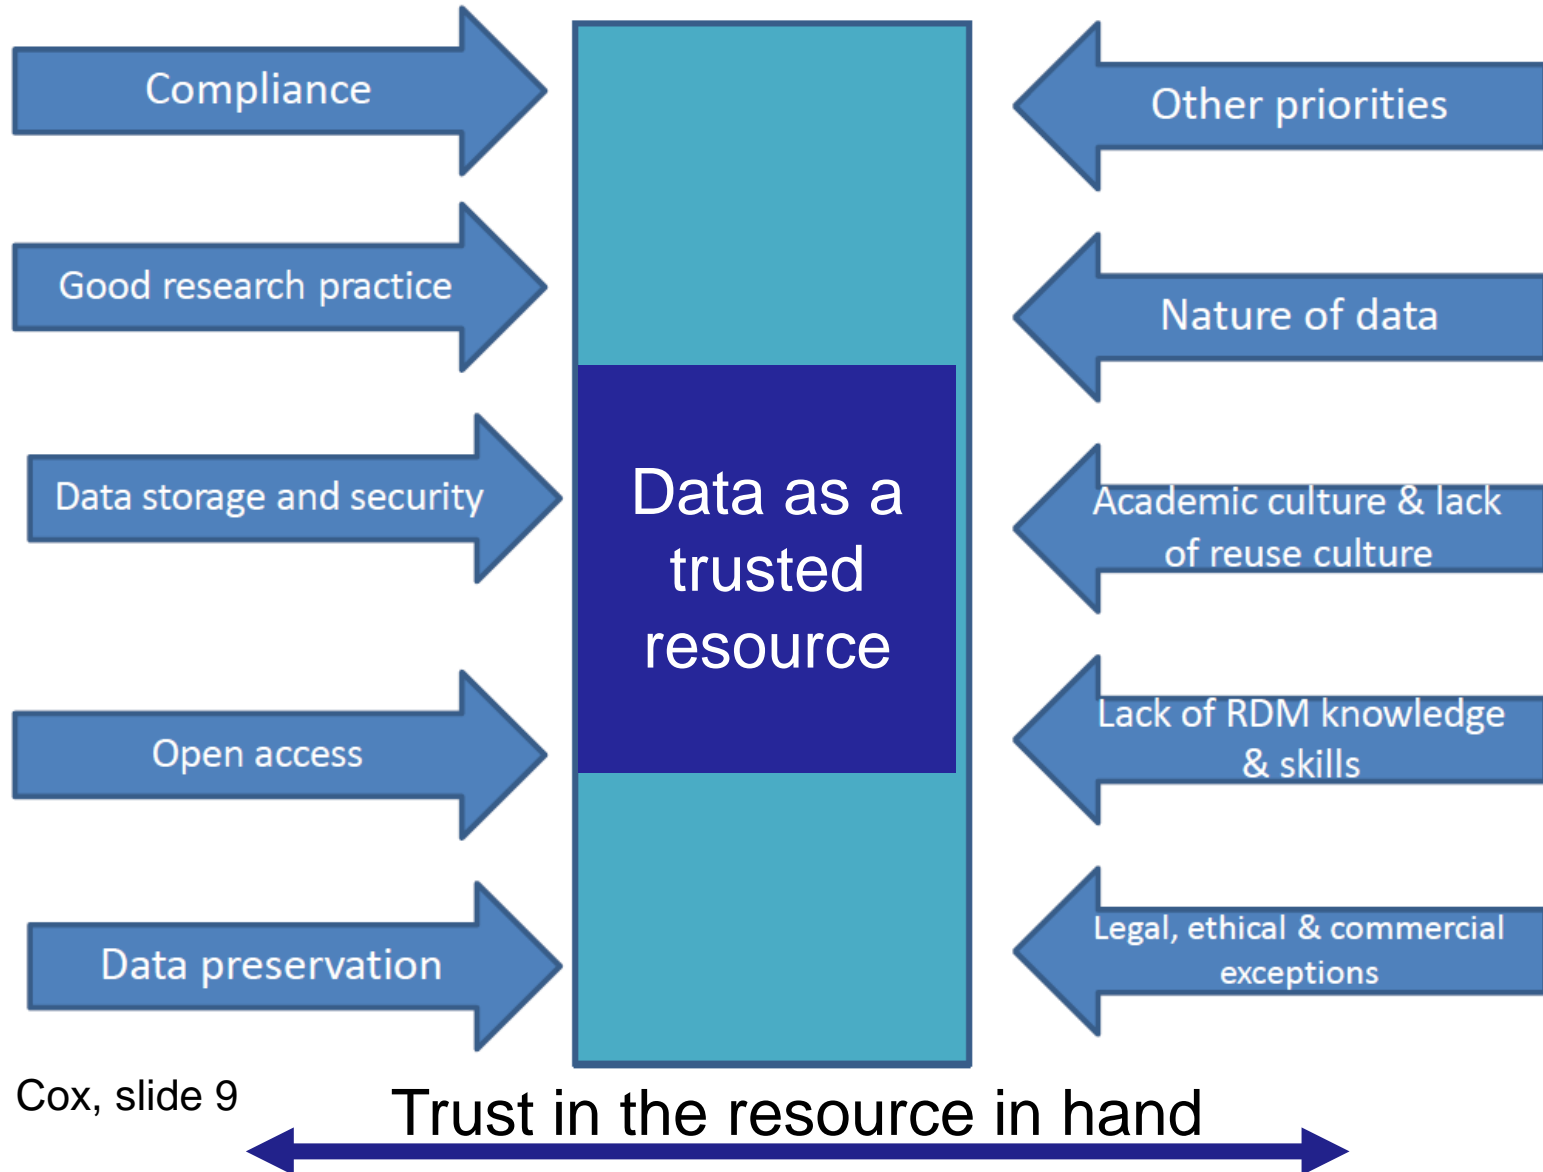 Compliance
Good research practice
Data storage and security
Open access
Data preservation
Data as a
trusted
resource
Other priorities
Nature of data
Academic culture & lack
of reuse culture
Lack of RDM knowledge
& skills
Legal, ethical & commercial
exceptions
Cox, slide 9
Trust in the resource in hand